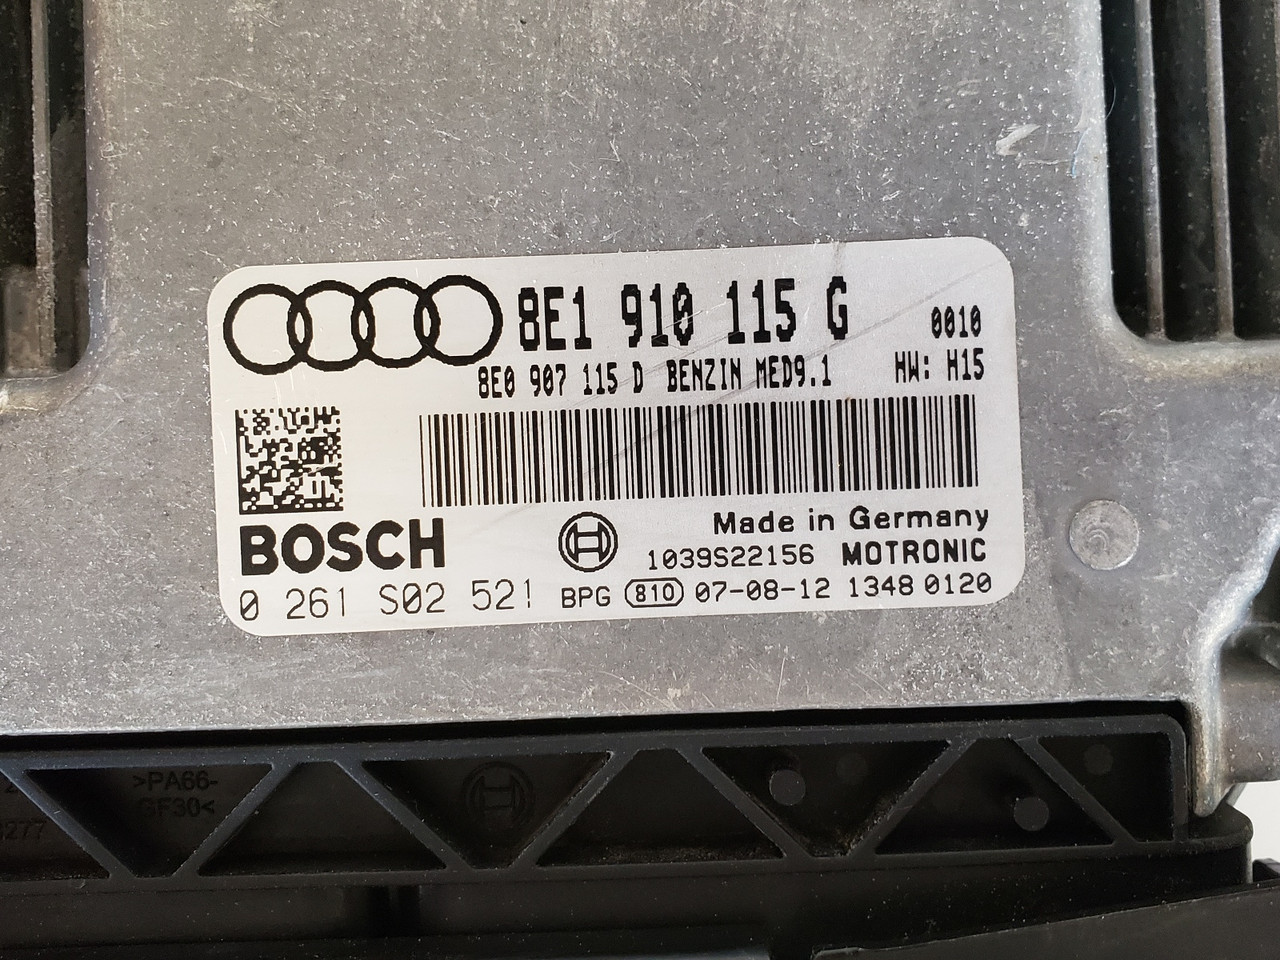 8E1 910 115 G 0010
8E0 907 115 D BENZIN MED9.1 HW: H15
BOSCH
Made in Germany
1039S22156 MOTRONIC
0 261 S02 521 BPG 810 07-08-12 1348 0120
>PA66-
GF30<